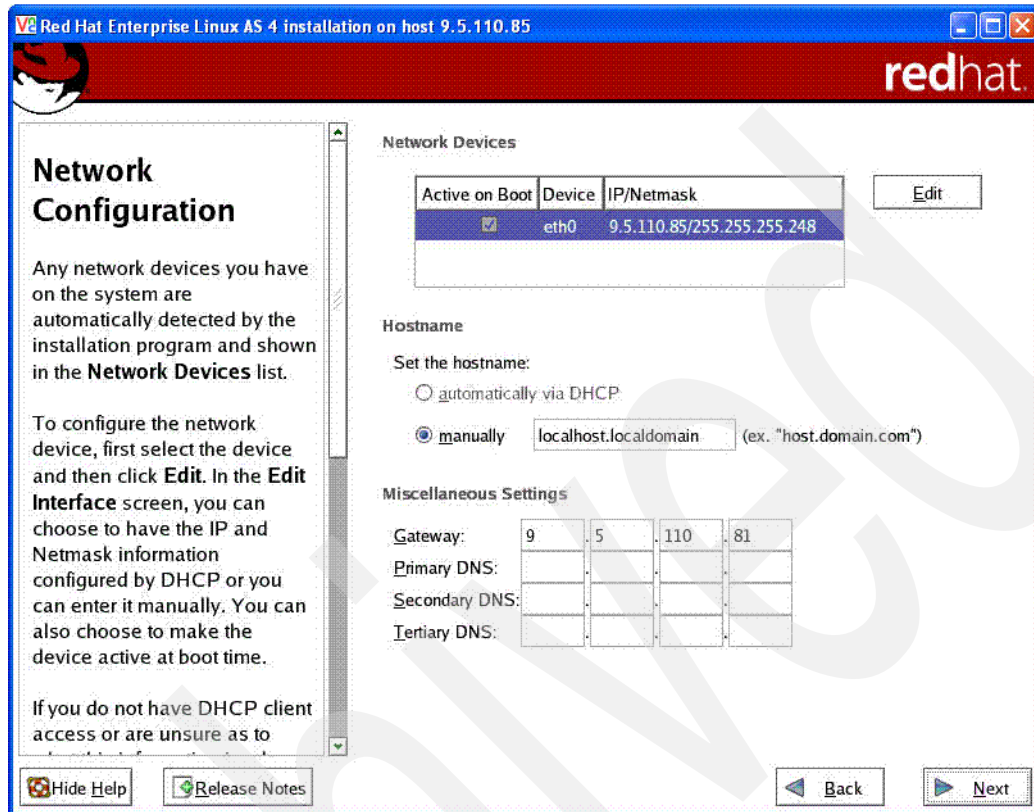 Red Hat Enterprise Linux AS 4 installation on host 9.5.110.85
redhat.
Network
Configuration
Any network devices you have
on the system are
automatically detected by the
installation program and shown
in the Network Devices list.
To configure the network
device, first select the device
and then click Edit. In the Edit
Interface screen, you can
choose to have the IP and
Netmask information
configured by DHCP or you
can enter it manually. You can
also choose to make the
device active at boot time.
If you do not have DHCP client
access or are unsure as to
Network Devices
Active on Boot Device IP/Netmask
eth0 9.5.110.85/255.255.255.248
Edit
Hostname
Set the hostname:
automatically via DHCP
manually localhost.localdomain (ex. "host.domain.com")
Miscellaneous Settings
Gateway: 9 . 5 . 110 . 81
Primary DNS: . . .
Secondary DNS: . . .
Tertiary DNS: . . .
Hide Help
Release Notes
Back
Next